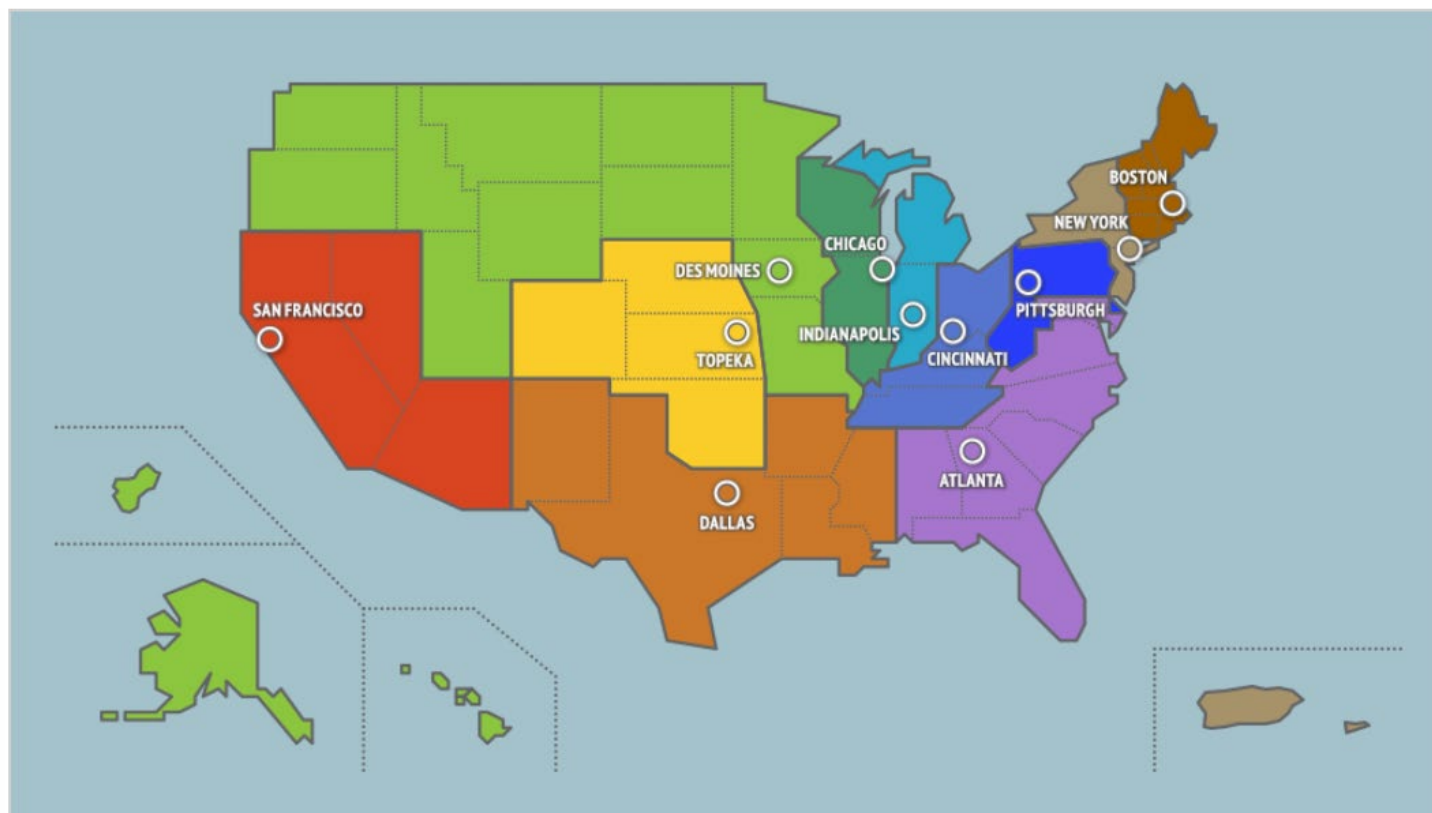 BOSTON
NEW YORK
CHICAGO
DES MOINES
SAN FRANCISCO
PITTSBURGH
INDIANAPOLIS
TOPEKA
CINCINNATI
ATLANTA
DALLAS